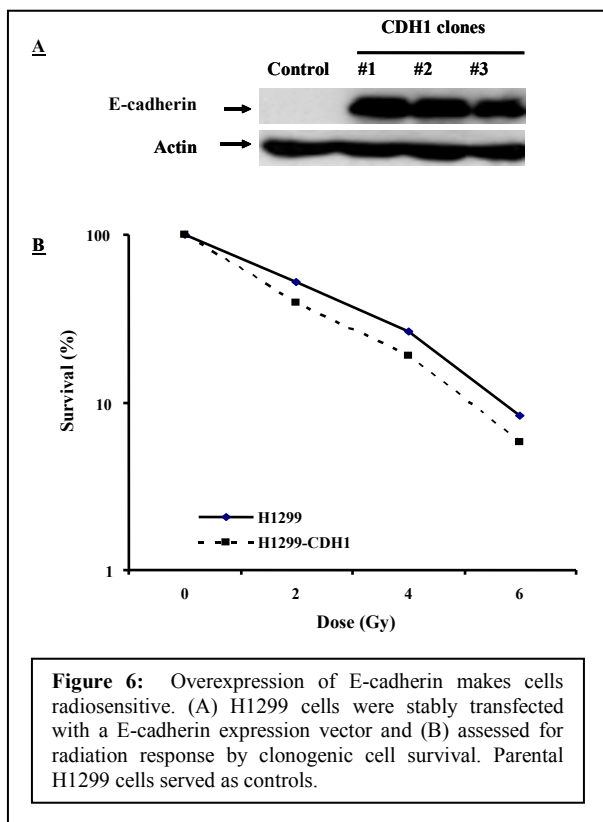 A
CDH1 clones
Control #1 #2 #3
E-cadherin
Actin
B
100
10
1
Survival (%)
H1299
H1299-CDH1
0 2 4 6
Dose (Gy)
Figure 6: Overexpression of E-cadherin makes cells
radiosensitive. (A) H1299 cells were stably transfected
with a E-cadherin expression vector and (B) assessed for
radiation response by clonogenic cell survival. Parental
H1299 cells served as controls.